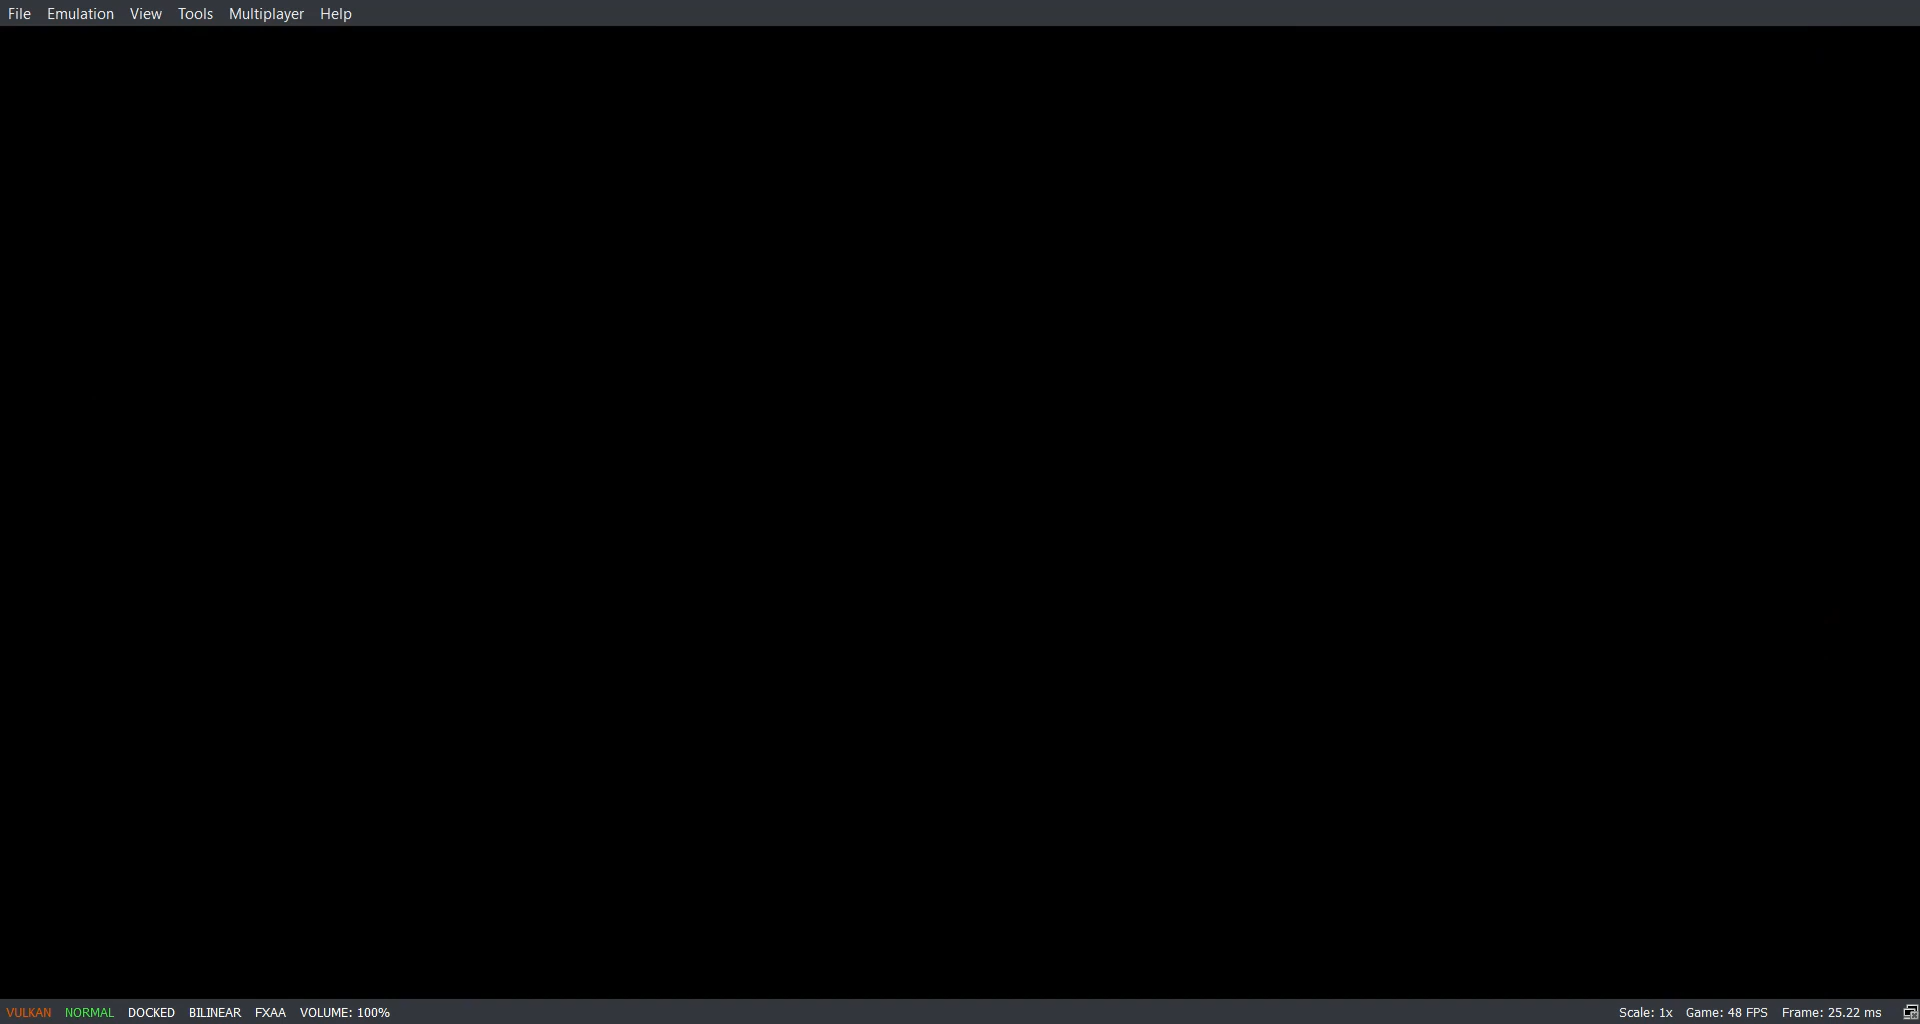 File Emulation View Tools Multiplayer Help
VULKAN NORMAL DOCKED BILINEAR FXAA VOLUME: 100% Scale: 1x Game: 48 FPS Frame: 25.22 ms